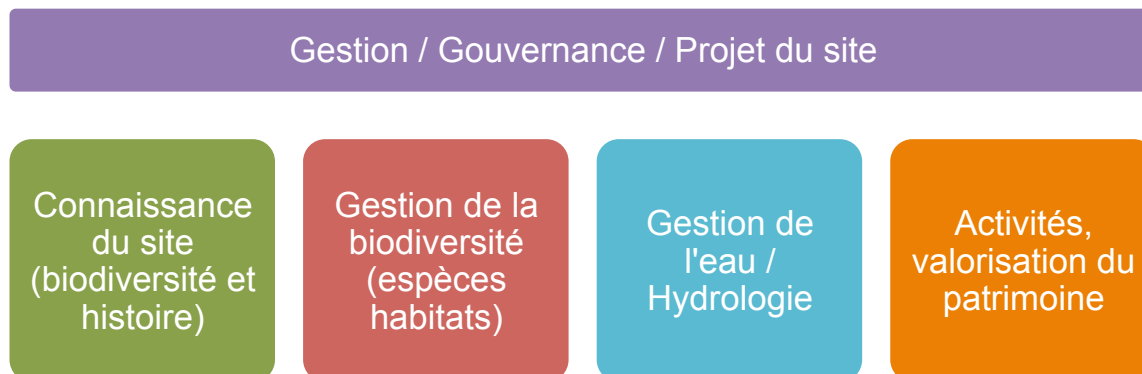 Gestion / Gouvernance / Projet du site
Connaissance
du site
(biodiversité et
histoire)
Gestion de la
biodiversité
(espèces
habitats)
Gestion de
l'eau /
Hydrologie
Activités,
valorisation du
patrimoine